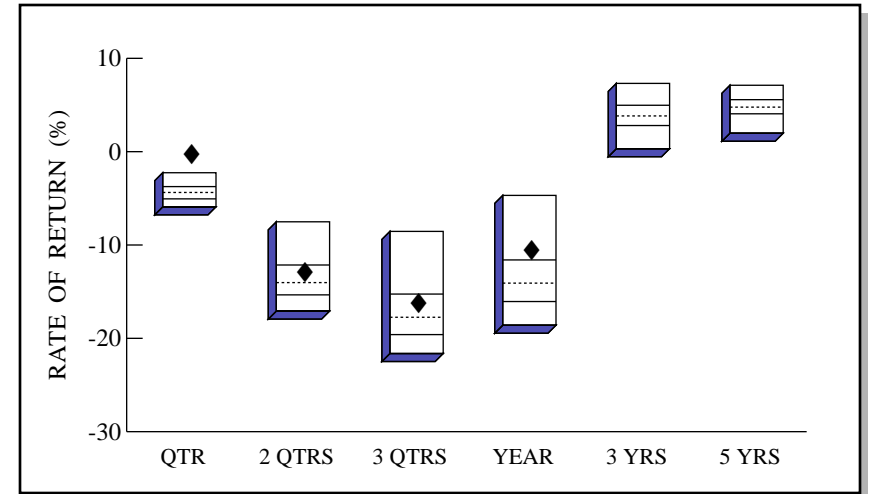 RATE OF RETURN (%)
10
0
-10
-20
-30
QTR 2 QTRS 3 QTRS YEAR 3 YRS 5 YRS